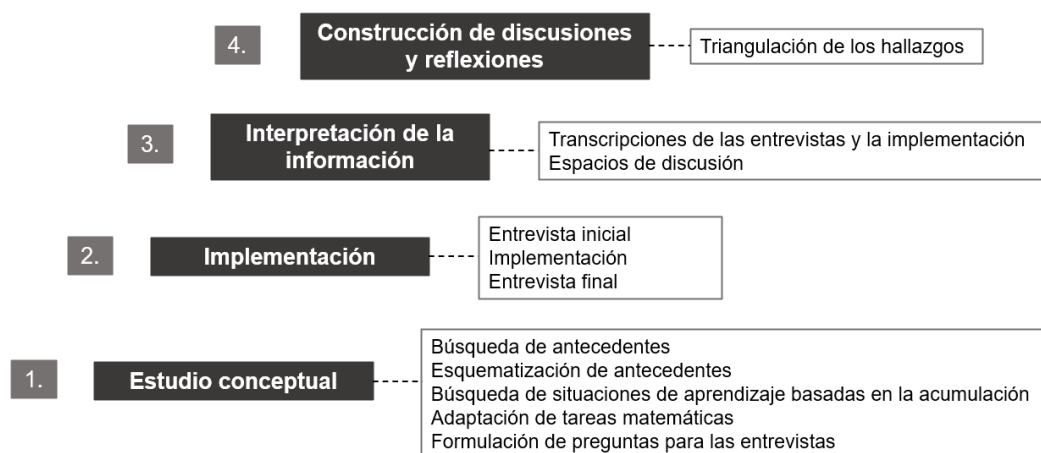 4.
Construcción de discusiones
y reflexiones
Triangulación de los hallazgos
3.
Interpretación de la
información
Transcripciones de las entrevistas y la implementación
Espacios de discusión
2.
Implementación
Entrevista inicial
Implementación
Entrevista final
1.
Estudio conceptual
Búsqueda de antecedentes
Esquematización de antecedentes
Búsqueda de situaciones de aprendizaje basadas en la acumulación
Adaptación de tareas matemáticas
Formulación de preguntas para las entrevistas